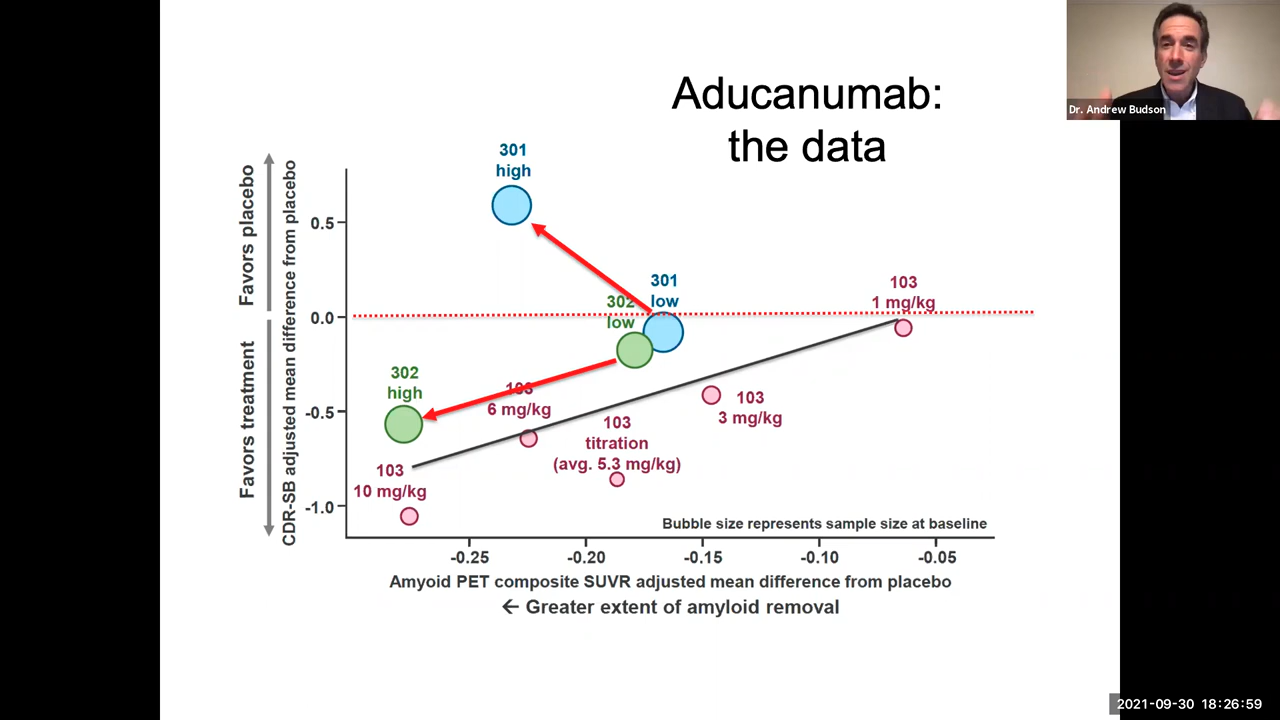 Aducanumab:
the data
Dr. Andrew Budson
Favors placebo
Favors treatment
CDR-SB adjusted mean difference from placebo
0.5
0.0
-0.5
-1.0
301
high
301
low
302
low
302
high
103
1 mg/kg
103
3 mg/kg
103
6 mg/kg
103
titration
(avg. 5.3 mg/kg)
103
10 mg/kg
Bubble size represents sample size at baseline
-0.25
-0.20
-0.15
-0.10
-0.05
Amyoid PET composite SUVR adjusted mean difference from placebo
← Greater extent of amyloid removal
2021-09-30 18:26:59